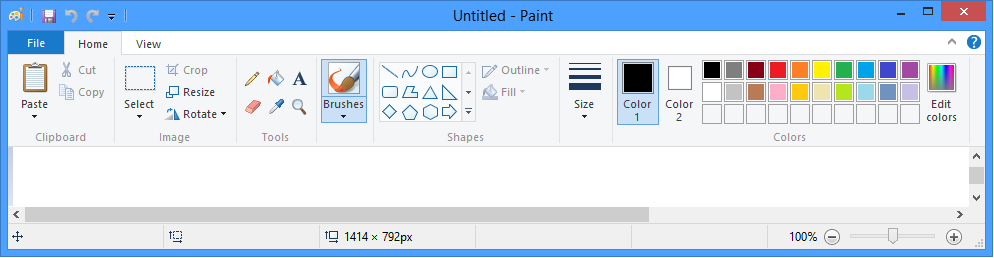 Untitled - Paint
File Home View
Paste
Cut
Copy
Clipboard
Select
Crop
Resize
Rotate
Image
A
Tools
Brushes
Outline
Fill
Shapes
Size
Color 1
Color 2
Edit colors
Colors
1414 × 792px
100%